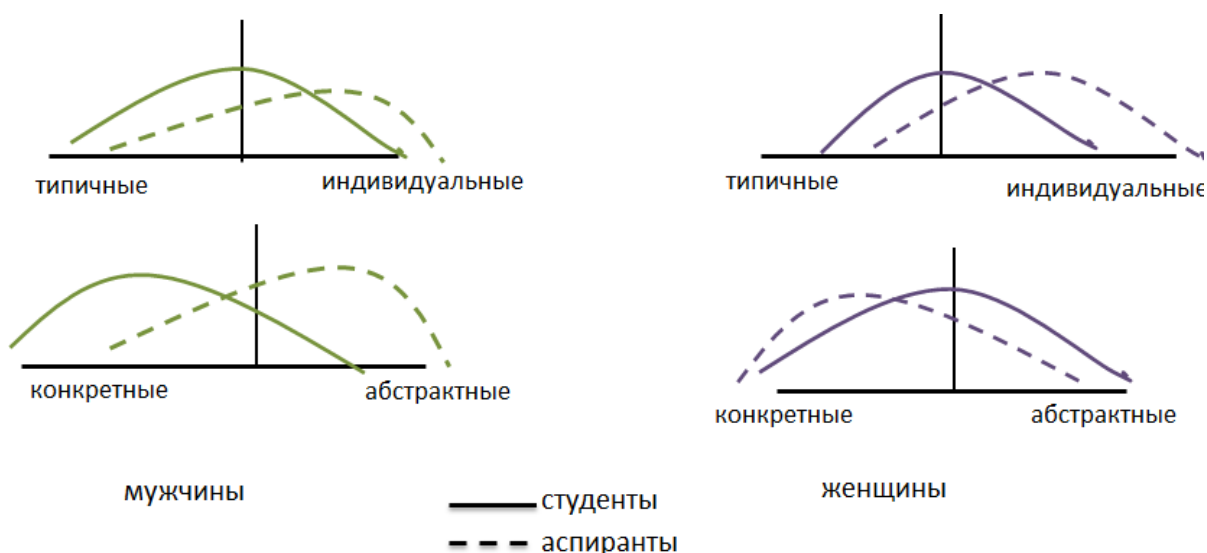 типичные
индивидуальные
типичные
индивидуальные
конкретные
абстрактные
конкретные
абстрактные
мужчины
женщины
студенты
аспиранты